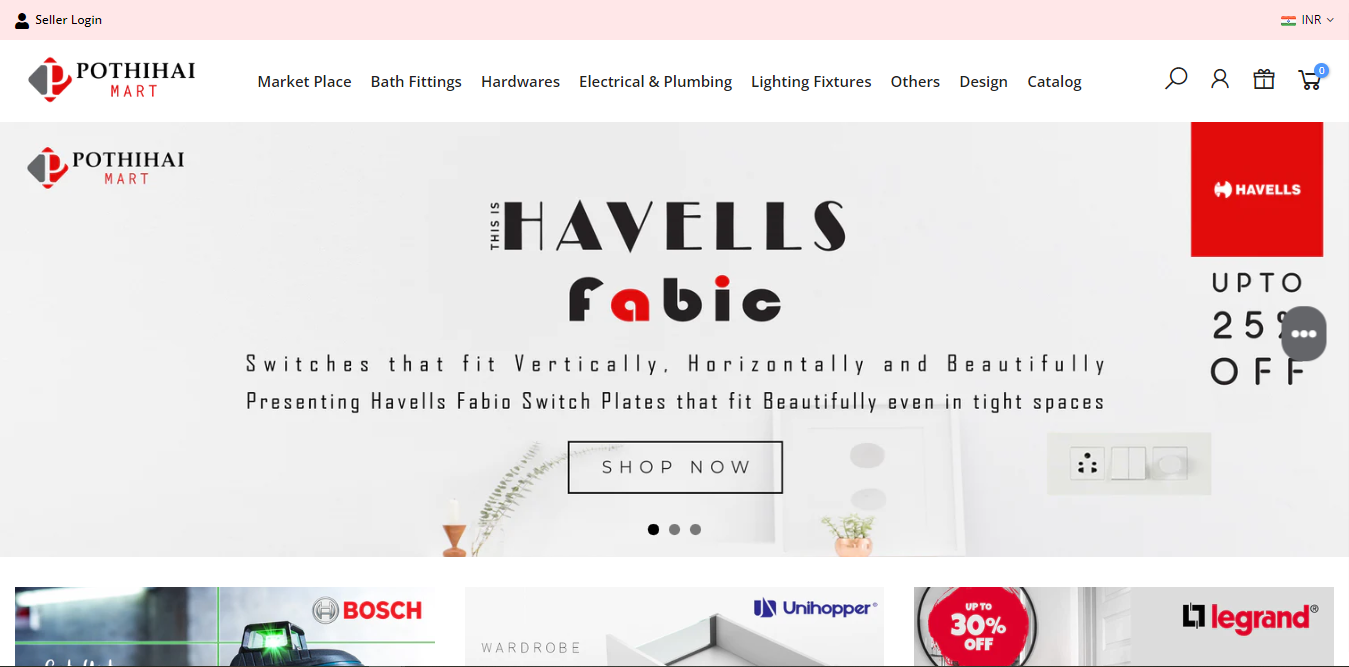 Seller Login
INR
POTHIHAI
MART
Market Place
Bath Fittings
Hardwares
Electrical & Plumbing
Lighting Fixtures
Others
Design
Catalog
0
POTHIHAI
MART
HAVELLS
THIS IS
HAVELLS
Fabic
UPTO
25%
OFF
Switches that fit Vertically, Horizontally and Beautifully
Presenting Havells Fabio Switch Plates that fit Beautifully even in tight spaces
SHOP NOW
BOSCH
Unihopper®
WARDROBE
UP TO
30%
OFF
legrand®